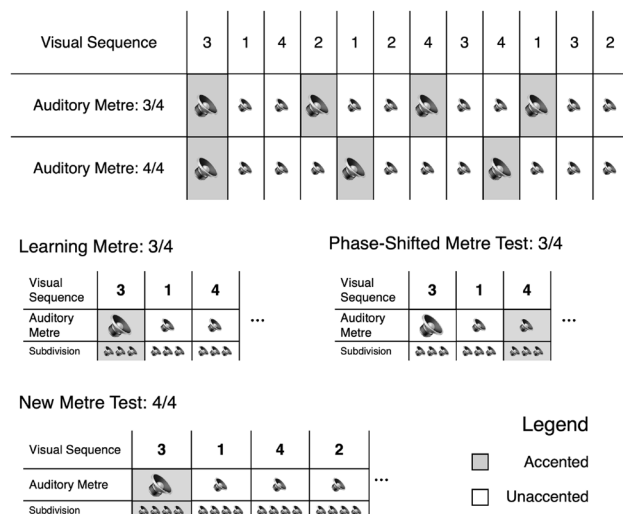 Visual Sequence 3 1 4 2 1 2 4 3 4 1 3 2
Auditory Metre: 3/4
Auditory Metre: 4/4
Learning Metre: 3/4
Visual
Sequence 3 1 4
Auditory
Metre
...
Subdivision
Phase-Shifted Metre Test: 3/4
Visual
Sequence 3 1 4
Auditory
Metre
...
Subdivision
New Metre Test: 4/4
Visual Sequence 3 1 4 2
Auditory Metre
...
Subdivision
Legend
Accented
Unaccented